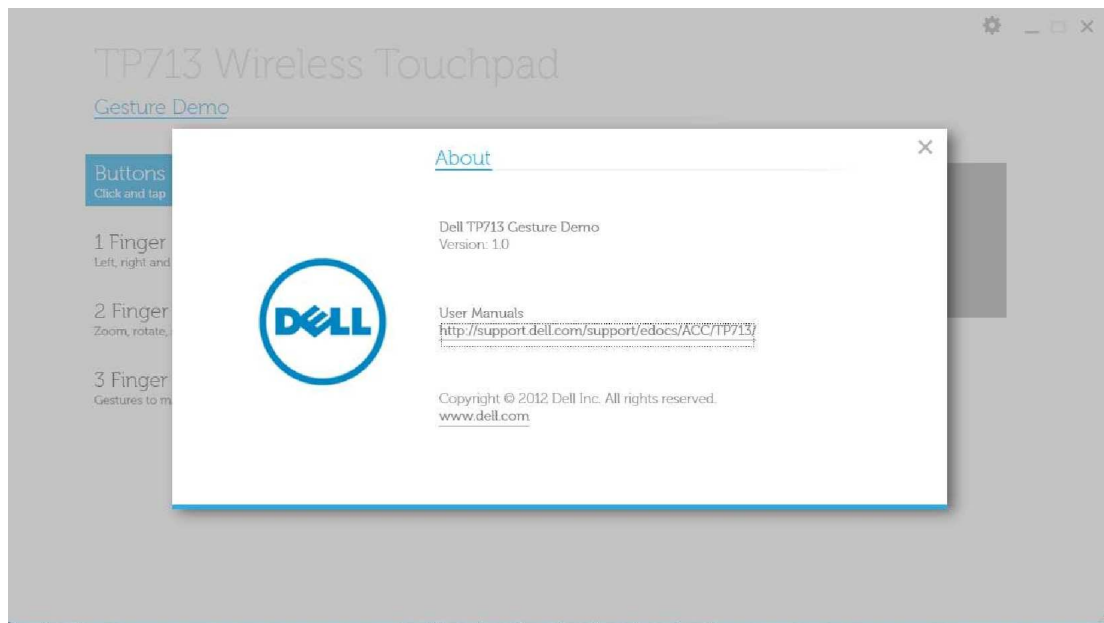 TP713 Wireless Touchpad
Gesture Demo
Buttons
Click and tap
1 Finger
Left, right and
2 Finger
Zoom, rotate,
3 Finger
Gestures to m
About
Dell TP713 Gesture Demo
Version: 1.0
DELL
User Manuals
http://support.dell.com/support/edocs/ACC/TP713/
Copyright © 2012 Dell Inc. All rights reserved.
www.dell.com